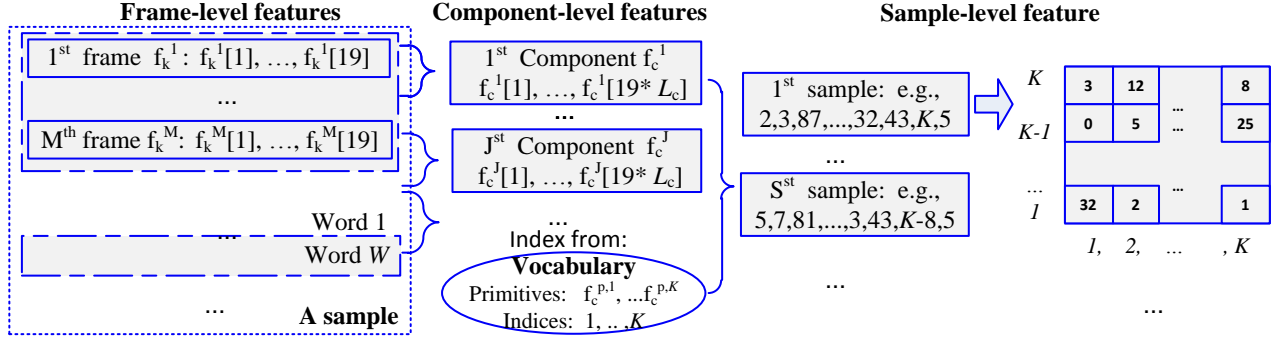 Frame-level features
1st frame fk1: fk1[1], …, fk1[19]
...
Mth frame fkM: fkM[1], …, fkM[19]
Word 1
...
Word W
...
A sample
Component-level features
1st Component fc1
fc1[1], …, fc1[19* Lc]
...
Jst Component fcJ
fcJ[1], …, fcJ[19* Lc]
...
Index from:
Vocabulary
Primitives: fcp,1, ...fcp,K
Indices: 1, .. ,K
Sample-level feature
1st sample: e.g.,
2,3,87,...,32,43,K,5
...
Sst sample: e.g.,
5,7,81,...,3,43,K-8,5
...
K 3 12 ... 8
K-1 0 5 ... 25
... ...
1 32 2 1
1, 2, ... , K
...